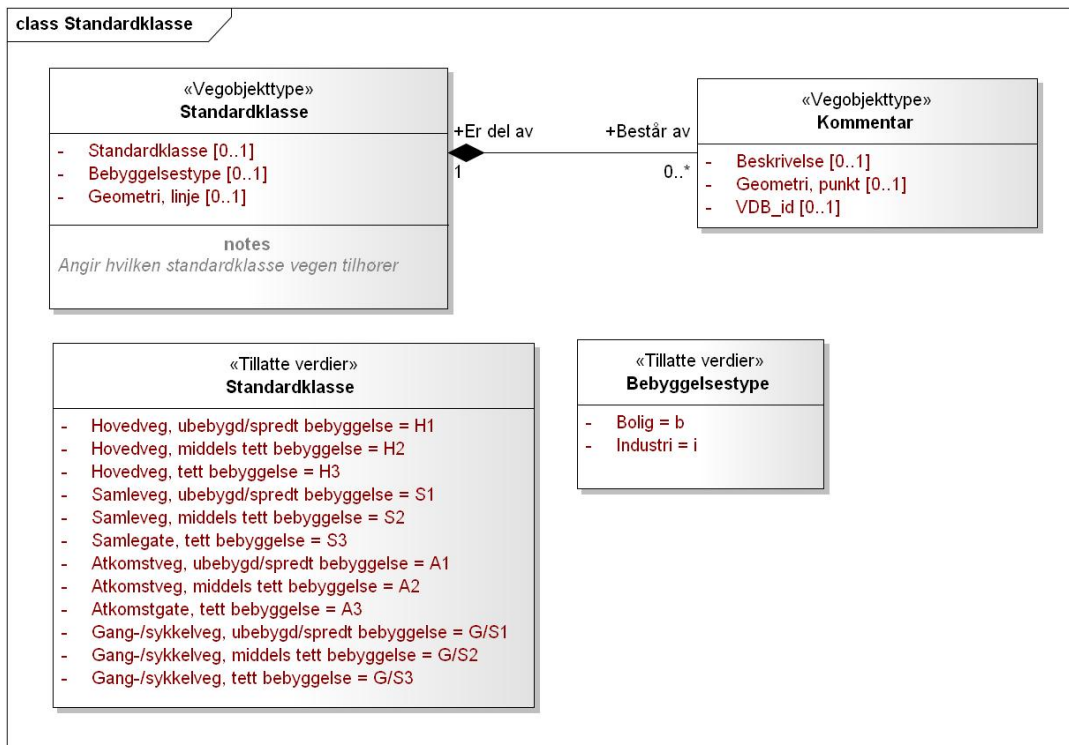 class Standardklasse
«Vegobjekttype»
Standardklasse
- Standardklasse [0..1]
- Bebyggelsestype [0..1]
- Geometri, linje [0..1]
notes
Angir hvilken standardklasse vegen tilhører
+Er del av
1
+Består av
0..*
«Vegobjekttype»
Kommentar
- Beskrivelse [0..1]
- Geometri, punkt [0..1]
- VDB_id [0..1]
«Tillatte verdier»
Standardklasse
- Hovedveg, ubebygd/spredt bebyggelse = H1
- Hovedveg, middels tett bebyggelse = H2
- Hovedveg, tett bebyggelse = H3
- Samleveg, ubebygd/spredt bebyggelse = S1
- Samleveg, middels tett bebyggelse = S2
- Samlegate, tett bebyggelse = S3
- Atkomstveg, ubebygd/spredt bebyggelse = A1
- Atkomstveg, middels tett bebyggelse = A2
- Atkomstgate, tett bebyggelse = A3
- Gang-/sykkelveg, ubebygd/spredt bebyggelse = G/S1
- Gang-/sykkelveg, middels tett bebyggelse = G/S2
- Gang-/sykkelveg, tett bebyggelse = G/S3
«Tillatte verdier»
Bebyggelsestype
- Bolig = b
- Industri = i